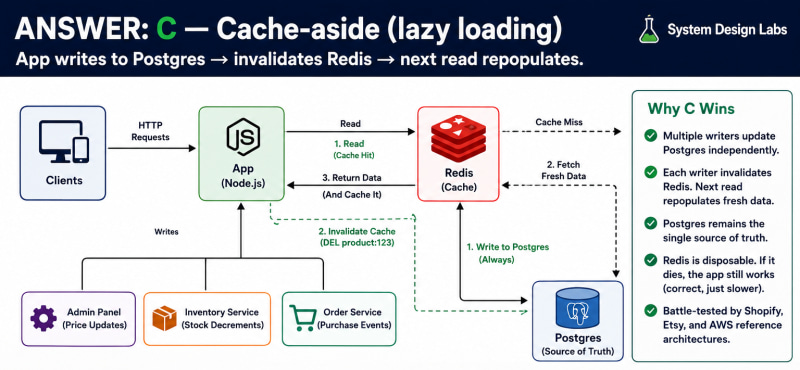 ANSWER: C — Cache-aside (lazy loading)
App writes to Postgres → invalidates Redis → next read repopulates.
System Design Labs
Clients
HTTP
Requests
JS
App
(Node.js)
Read
1. Read
(Cache Hit)
3. Return Data
(And Cache It)
Redis
(Cache)
Cache Miss
2. Fetch
Fresh Data
Writes
2. Invalidate Cache
(DEL product:123)
1. Write to Postgres
(Always)
Admin Panel
(Price Updates)
Inventory Service
(Stock Decrements)
Order Service
(Purchase Events)
Postgres
(Source of Truth)
Why C Wins
Multiple writers update
Postgres independently.
Each writer invalidates
Redis. Next read
repopulates fresh data.
Postgres remains the
single source of truth.
Redis is disposable. If it
dies, the app still works
(correct, just slower).
Battle-tested by Shopify,
Etsy, and AWS reference
architectures.